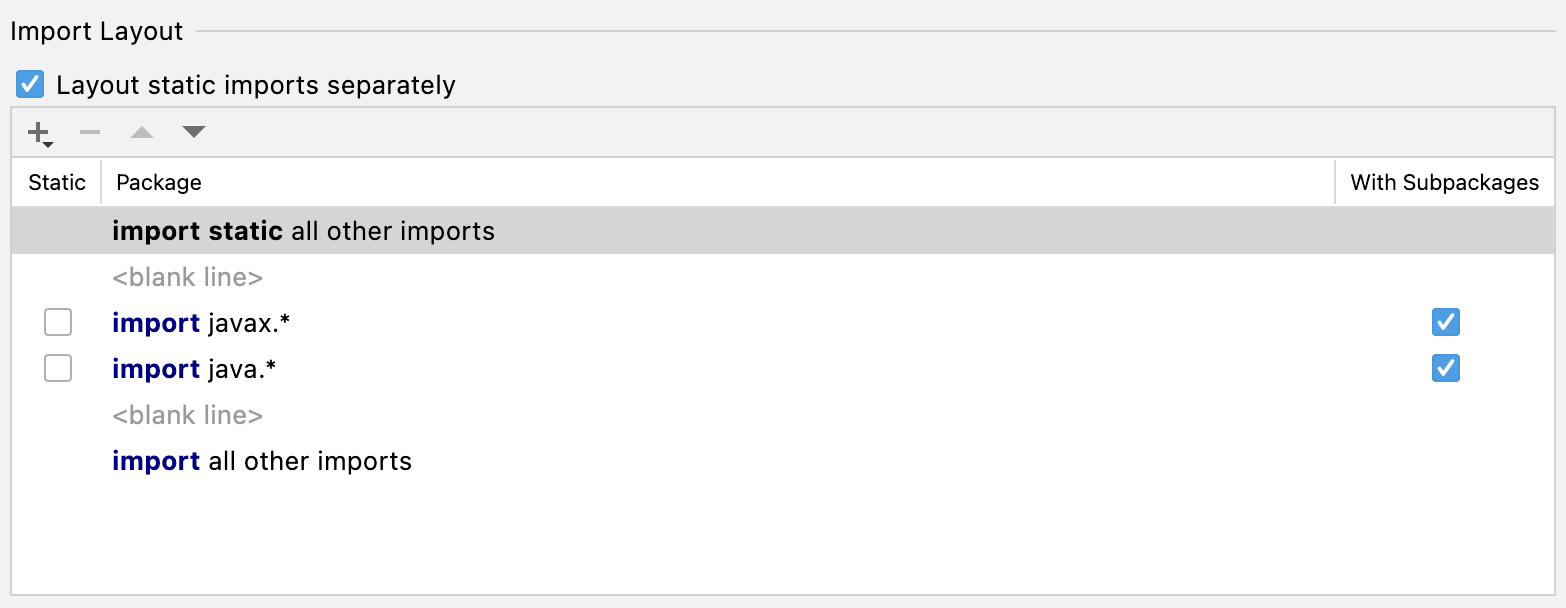 Import Layout
Layout static imports separately
Static Package With Subpackages
import static all other imports
<blank line>
import javax.*
import java.*
<blank line>
import all other imports